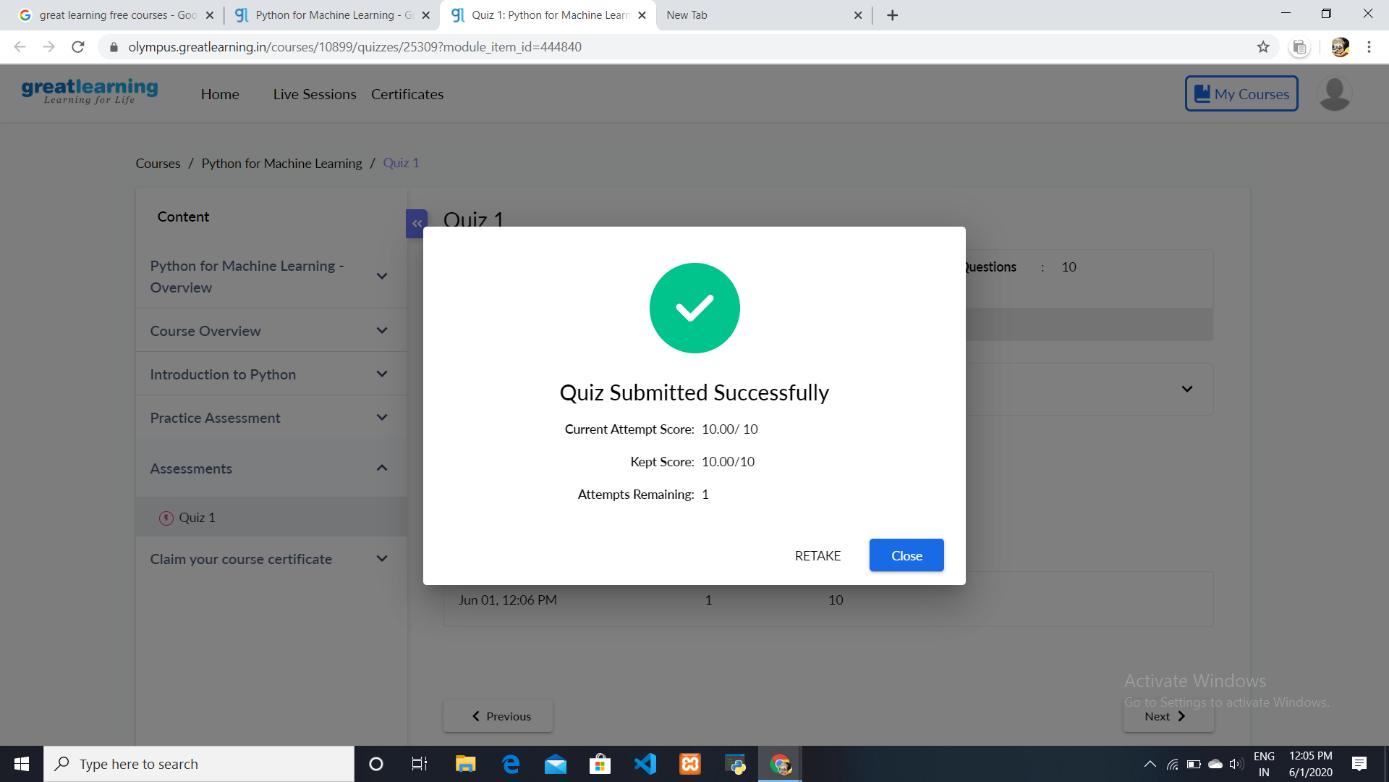 great learning free courses - Goo
Python for Machine Learning - G
Quiz 1: Python for Machine Learn
New Tab
olympus.greatlearning.in/courses/10899/quizzes/25309?module_item_id=444840
greatlearning
Learning for Life
Home
Live Sessions
Certificates
My Courses
Courses / Python for Machine Learning / Quiz 1
Content
Python for Machine Learning -
Overview
Course Overview
Introduction to Python
Practice Assessment
Assessments
Quiz 1
Claim your course certificate
Quiz 1
Questions : 10
Quiz Submitted Successfully
Current Attempt Score: 10.00/ 10
Kept Score: 10.00/10
Attempts Remaining: 1
RETAKE
Close
Jun 01, 12:06 PM 1 10
Previous
Next
Activate Windows
Go to Settings to activate Windows.
Type here to search
ENG
IN
12:05 PM
6/1/2020